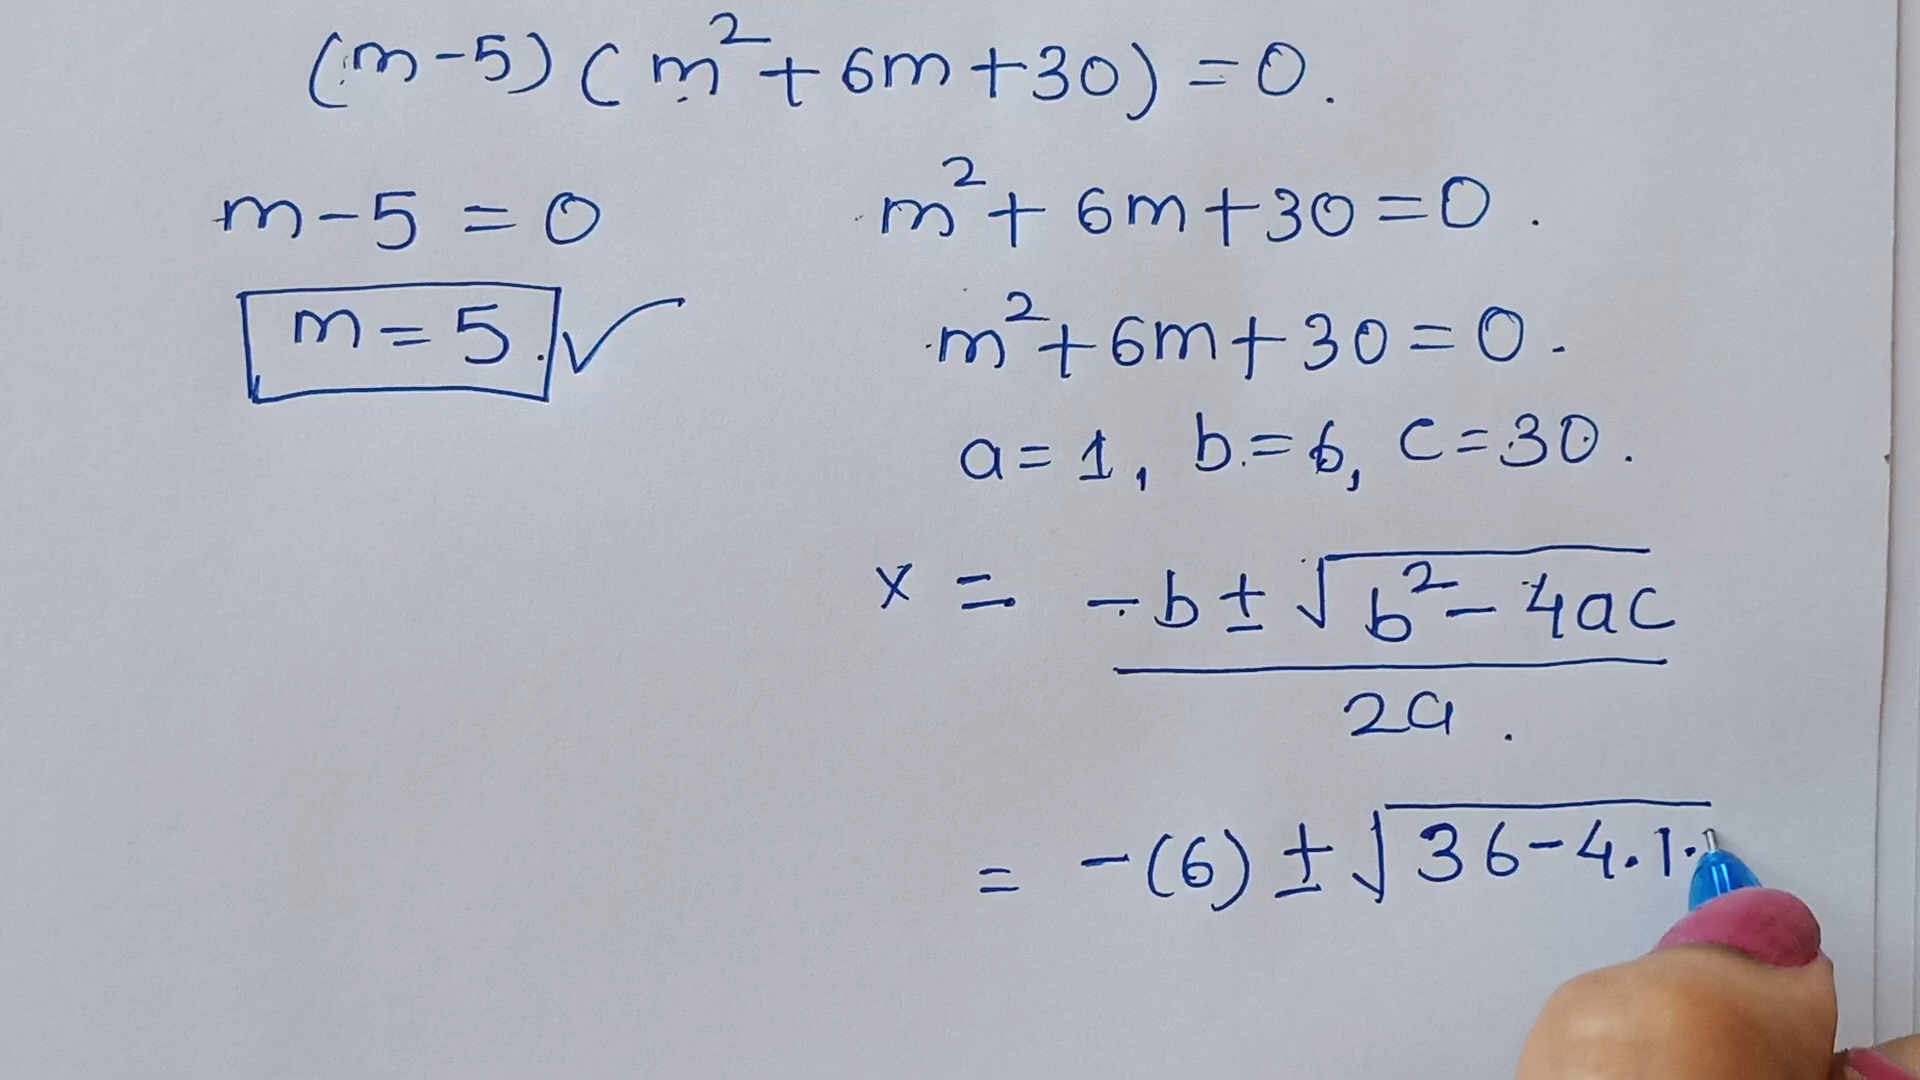 (m-5)(m²+6m+30)=0.
m-5=0
m=5.✓
m²+6m+30=0.
m²+6m+30=0.
a=1, b=6, c=30.
x = -b±√b²-4ac
2a.
= -(6)±√36-4.1.